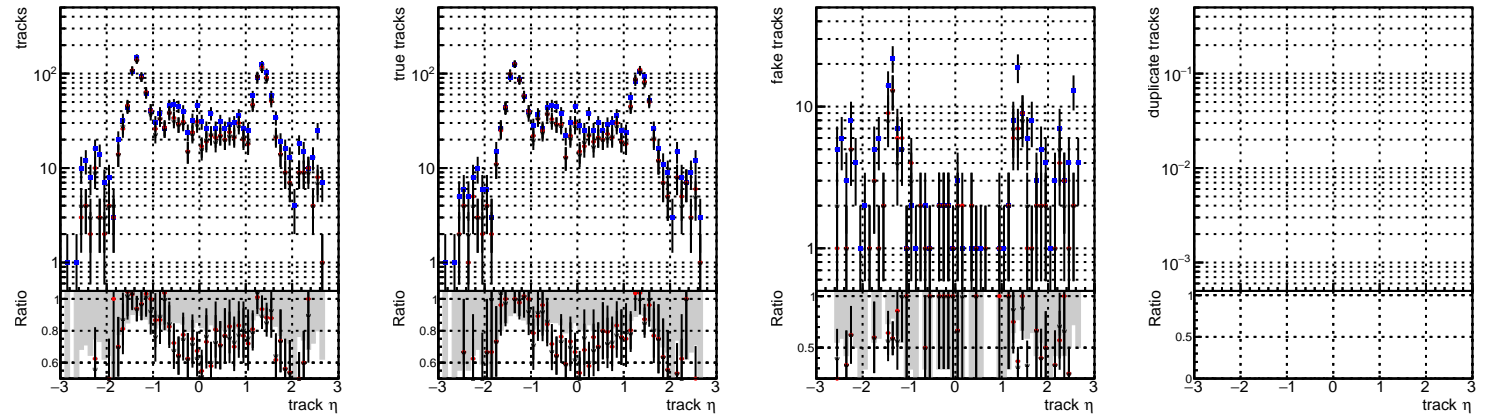 tracks
10²
10
1
Ratio
1
0.8
0.6
−3 −2 −1 0 1 2 3
track η
true tracks
10²
10
1
Ratio
1
0.8
0.6
−3 −2 −1 0 1 2 3
track η
fake tracks
10
1
Ratio
1
0.5
−3 −2 −1 0 1 2 3
track η
duplicate tracks
10⁻¹
10⁻²
10⁻³
Ratio
1
0.5
0
−3 −2 −1 0 1 2 3
track η